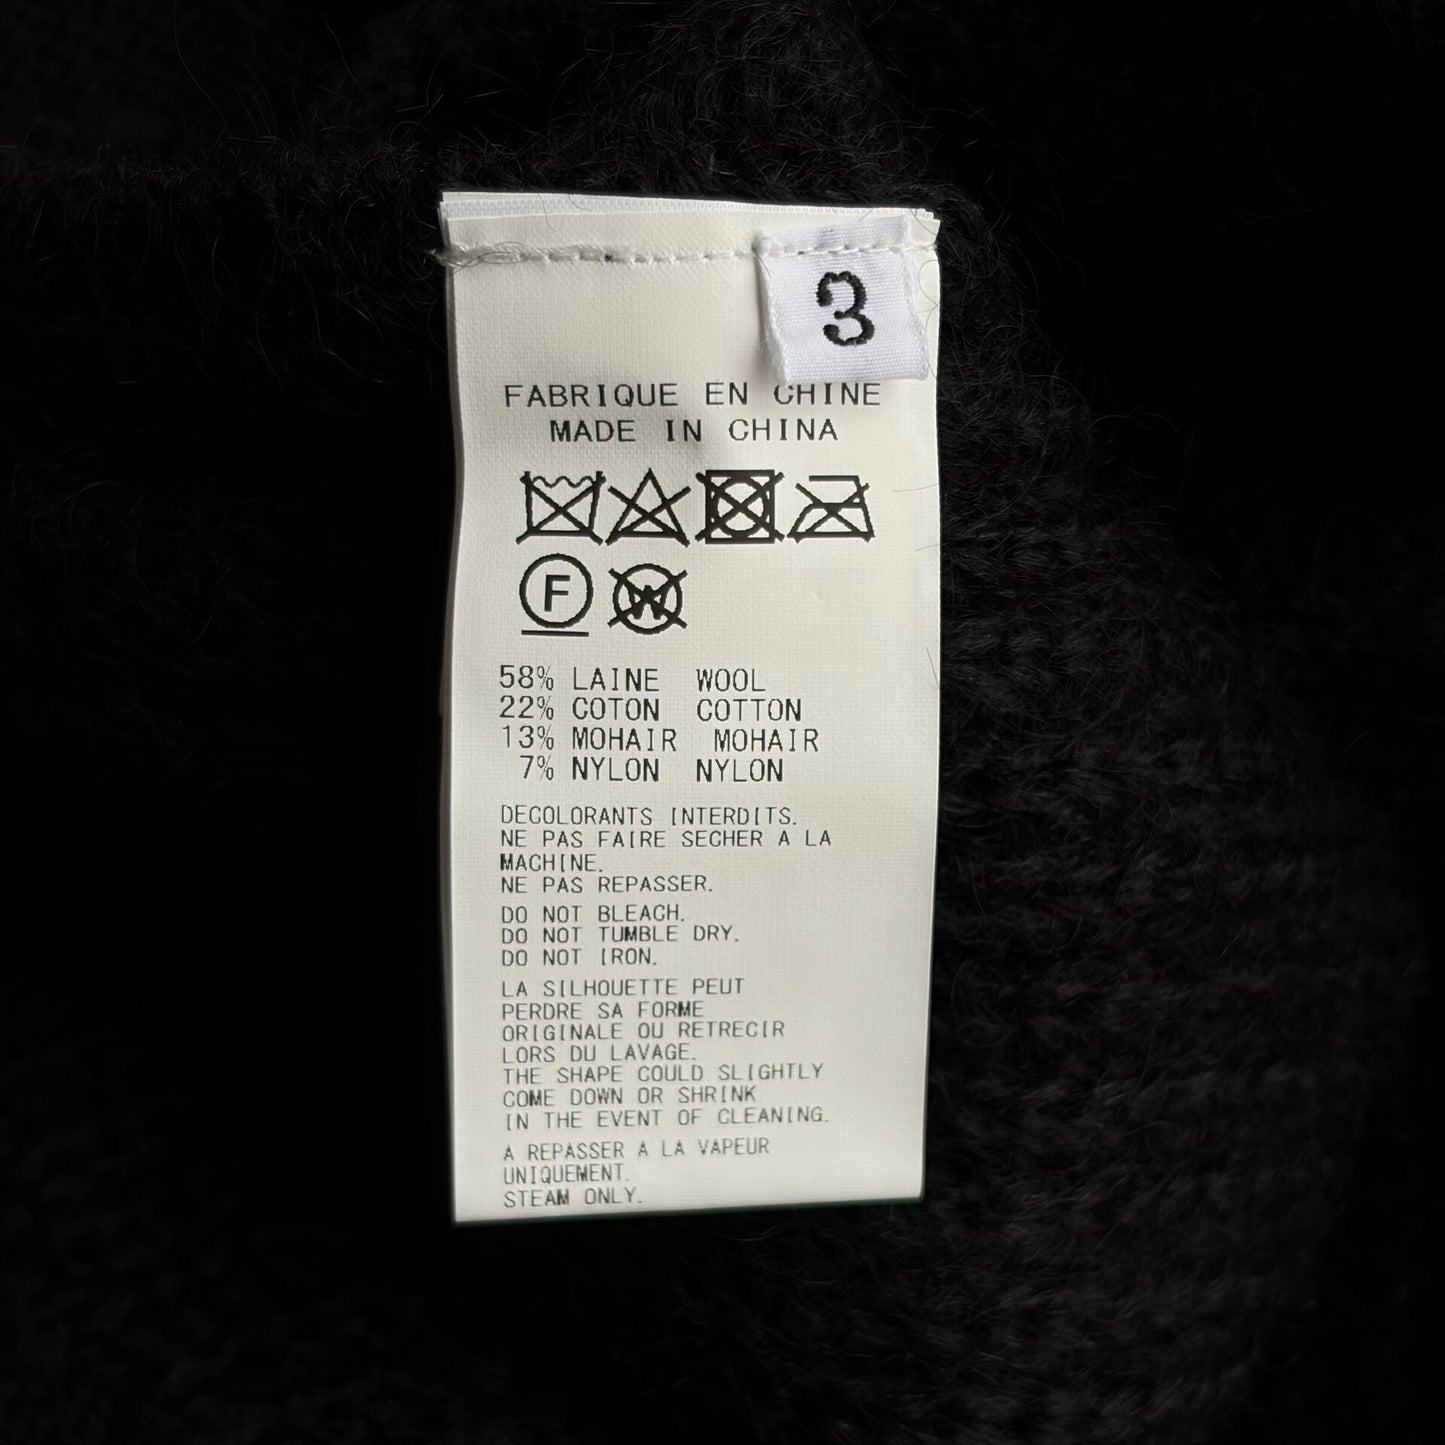 3
FABRIQUE EN CHINE
MADE IN CHINA
F
W
58% LAINE WOOL
22% COTON COTTON
13% MOHAIR MOHAIR
7% NYLON NYLON
DECOLORANTS INTERDITS.
NE PAS FAIRE SECHER A LA
MACHINE.
NE PAS REPASSER.
DO NOT BLEACH.
DO NOT TUMBLE DRY.
DO NOT IRON.
LA SILHOUETTE PEUT
PERDRE SA FORME
ORIGINALE OU RETRECIR
LORS DU LAVAGE.
THE SHAPE COULD SLIGHTLY
COME DOWN OR SHRINK
IN THE EVENT OF CLEANING.
A REPASSER A LA VAPEUR
UNIQUEMENT.
STEAM ONLY.